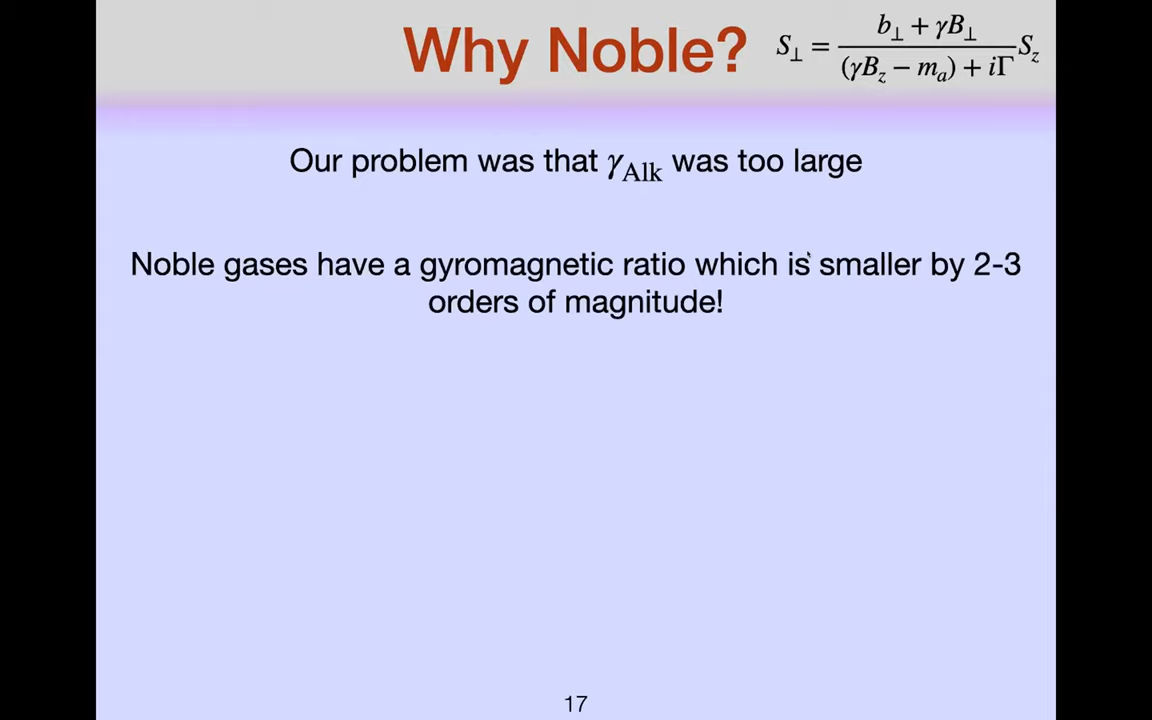 Why Noble?
S⊥ = (b⊥ + γB⊥) / ((γB_z − m_a) + iΓ) S_z
Our problem was that γ_Alk was too large
Noble gases have a gyromagnetic ratio which is smaller by 2-3
orders of magnitude!
17